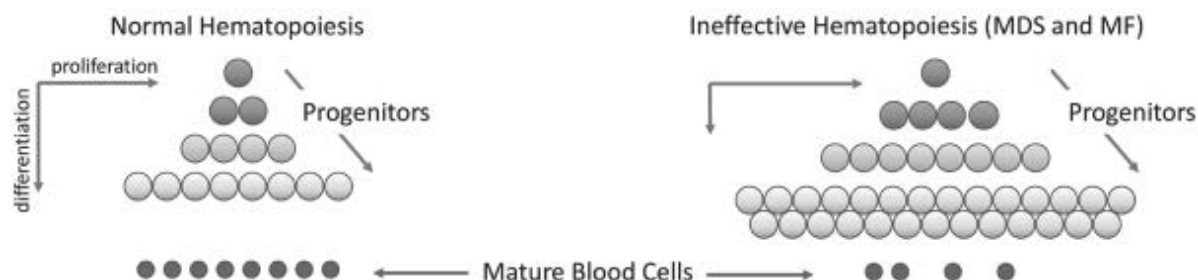 Normal Hematopoiesis
proliferation
differentiation
Progenitors
Ineffective Hematopoiesis (MDS and MF)
Progenitors
Mature Blood Cells